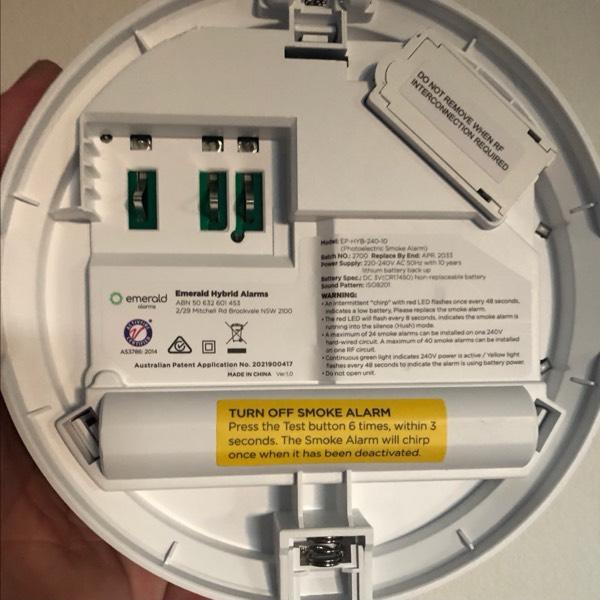 DO NOT REMOVE WHEN RF
INTERCONNECTION REQUIRED
Model: EP-HYB-240-10
(Photoelectric Smoke Alarm)
Batch NO.: 2700 Replace By End: APR. 2033
Power Supply: 220-240V AC 50Hz with 10 years
lithium battery back up
Battery Spec.: DC 3V(CR17450) Non-replaceable battery
Sound Pattern: ISO8201
WARNING:
• An intermittent "chirp" with red LED flashes once every 48 seconds,
indicates a low battery, Please replace the smoke alarm.
• The red LED will flash every 8 seconds, indicates the smoke alarm is
running into the silence (Hush) mode.
• A maximum of 24 smoke alarms can be installed on one 240V
hard-wired circuit. A maximum of 40 smoke alarms can be installed
on one RF circuit.
• Continuous green light indicates 240V power is active / Yellow light
flashes every 48 seconds to indicate the alarm is using battery power.
• Do not open unit.
emerald
alarms
Emerald Hybrid Alarms
ABN 50 632 601 453
2/29 Mitchell Rd Brookvale NSW 2100
ACTIVFIRE
CERTIFIED
AS3786: 2014
Australian Patent Application No. 2021900417
MADE IN CHINA Ver1.0
TURN OFF SMOKE ALARM
Press the Test button 6 times, within 3
seconds. The Smoke Alarm will chirp
once when it has been deactivated.